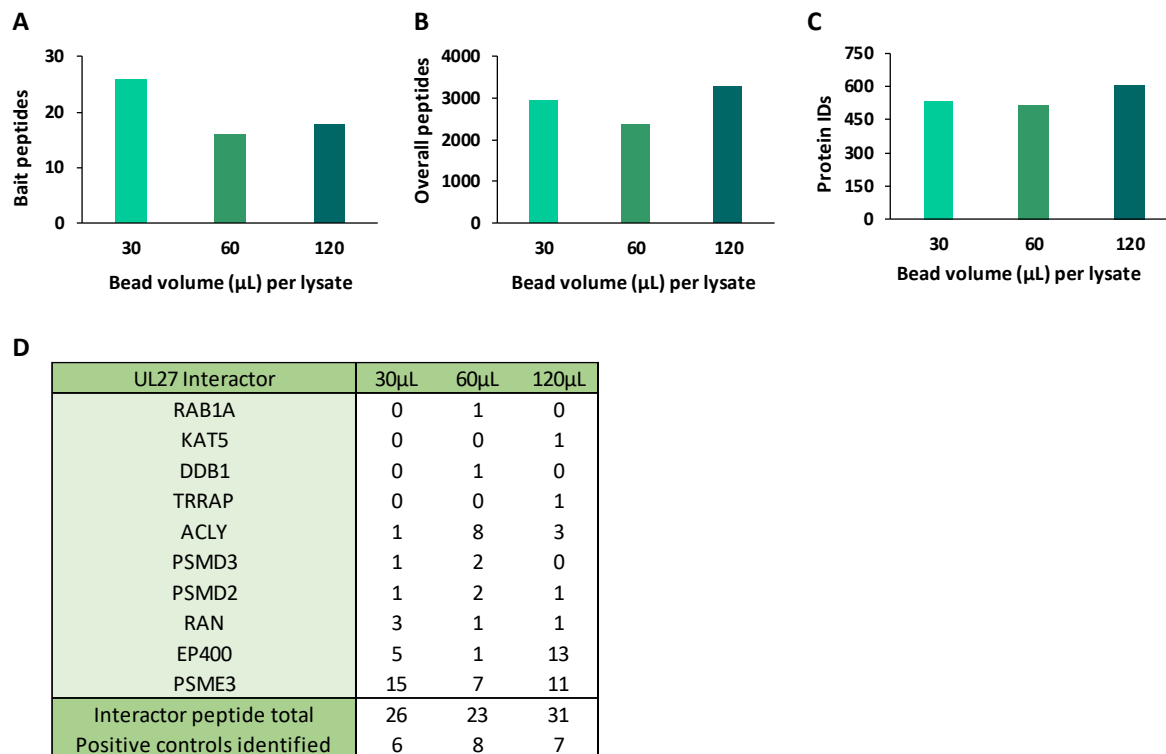 A
30
20
10
0
Bait peptides
30 60 120
Bead volume (μL) per lysate
B
4000
3000
2000
1000
0
Overall peptides
30 60 120
Bead volume (μL) per lysate
C
750
600
450
300
150
0
Protein IDs
30 60 120
Bead volume (μL) per lysate
D
UL27 Interactor 30μL 60μL 120μL
RAB1A 0 1 0
KAT5 0 0 1
DDB1 0 1 0
TRRAP 0 0 1
ACLY 1 8 3
PSMD3 1 2 0
PSMD2 1 2 1
RAN 3 1 1
EP400 5 1 13
PSME3 15 7 11
Interactor peptide total 26 23 31
Positive controls identified 6 8 7